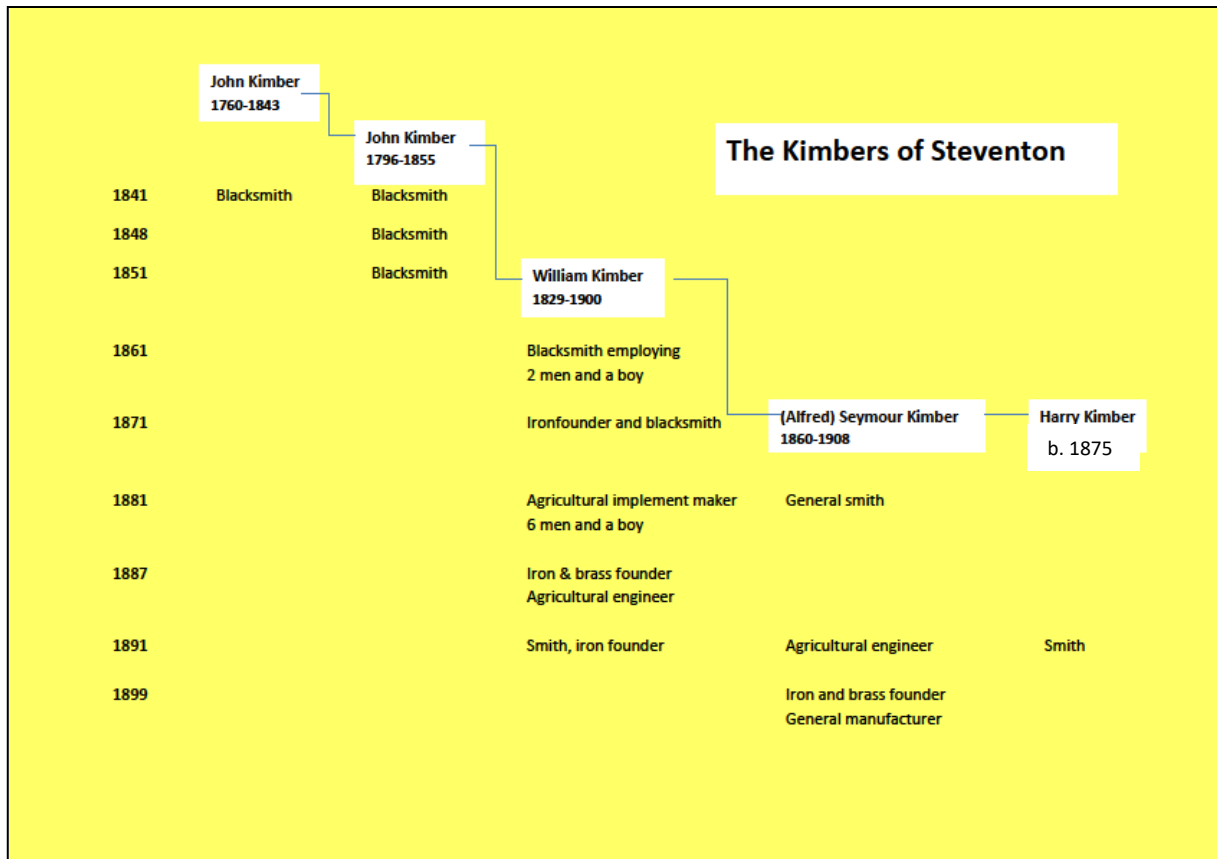 John Kimber
1760-1843
John Kimber
1796-1855
The Kimbers of Steventon
1841 Blacksmith Blacksmith
1848 Blacksmith
1851 Blacksmith
William Kimber
1829-1900
1861 Blacksmith employing
2 men and a boy
1871 Ironfounder and blacksmith
(Alfred) Seymour Kimber
1860-1908
Harry Kimber
b. 1875
1881 Agricultural implement maker General smith
6 men and a boy
1887 Iron & brass founder
Agricultural engineer
1891 Smith, iron founder Agricultural engineer Smith
1899 Iron and brass founder
General manufacturer